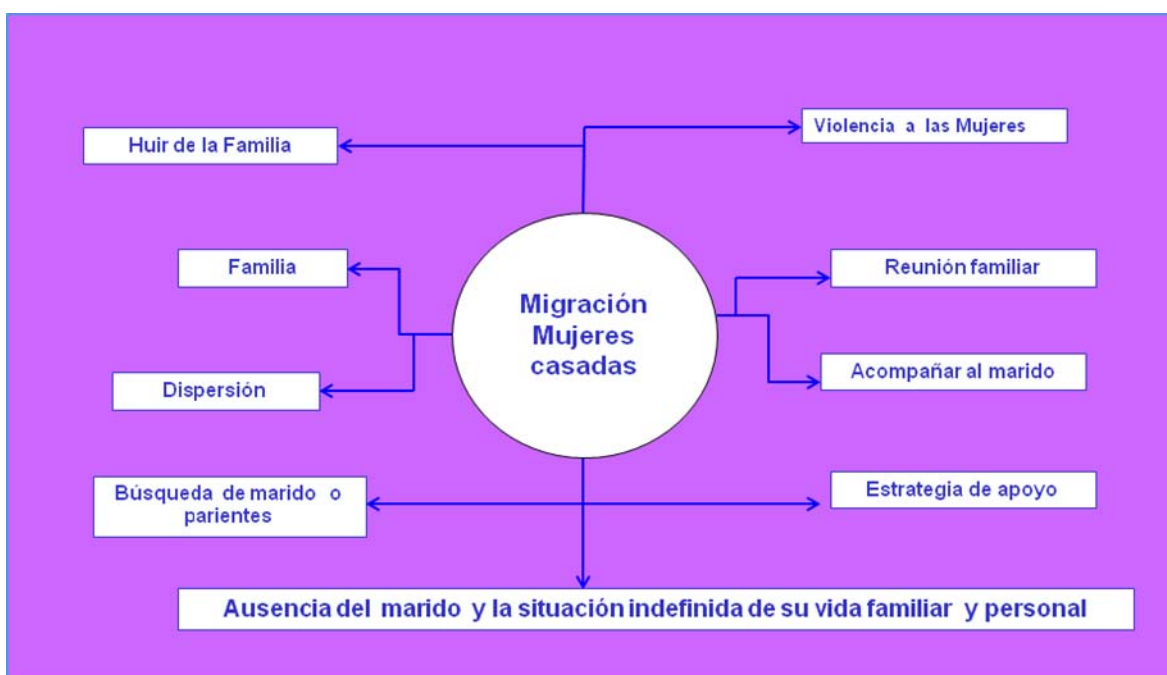 Huir de la Familia
Violencia a las Mujeres
Familia
Reunión familiar
Migración
Mujeres
casadas
Dispersión
Acompañar al marido
Búsqueda de marido o
parientes
Estrategia de apoyo
Ausencia del marido y la situación indefinida de su vida familiar y personal